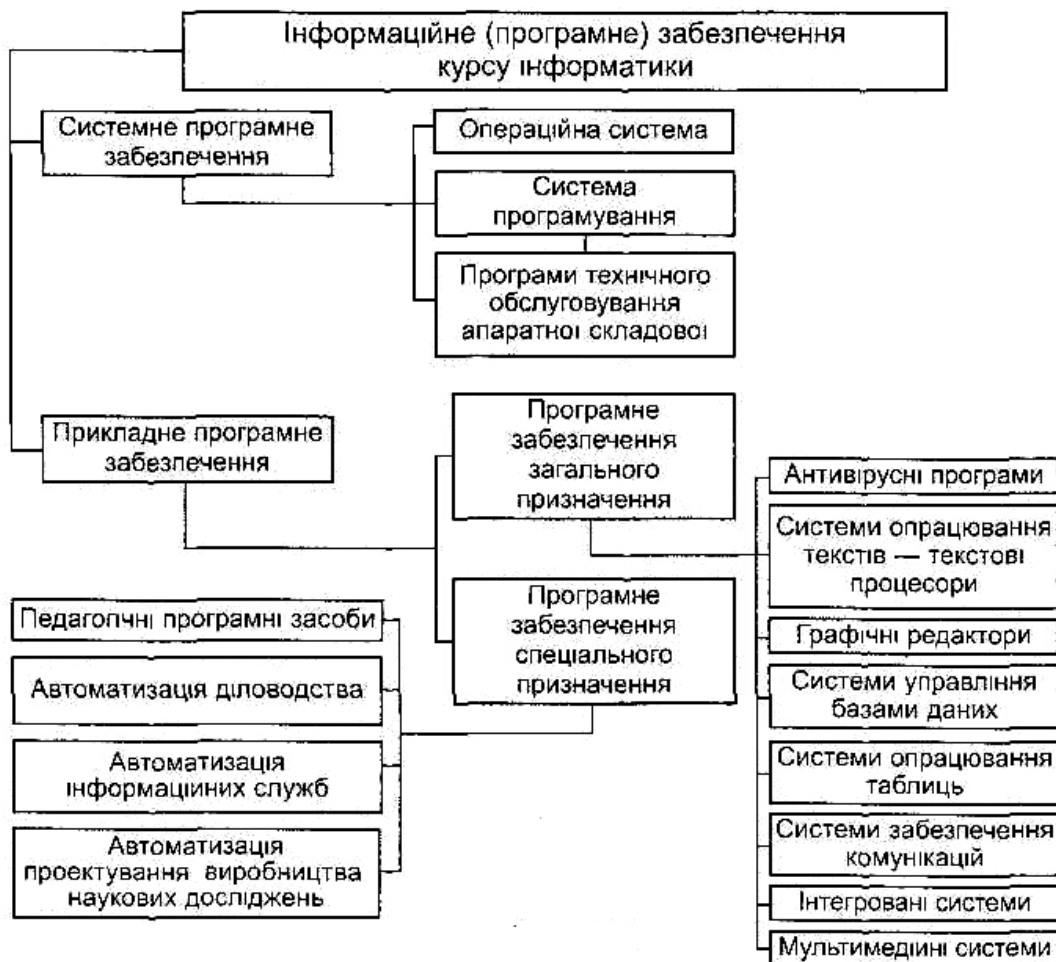 Інформаційне (програмне) забезпечення
курсу інформатики
Системне програмне
забезпечення
Операційна система
Система
програмування
Програми технічного
обслуговування
апаратної складової
Прикладне програмне
забезпечення
Програмне
забезпечення
загального
призначення
Антивірусні програми
Системи опрацювання
текстів — текстові
процесори
Графічні редактори
Системи управління
базами даних
Системи опрацювання
таблиць
Системи забезпечення
комунікацій
Інтегровані системи
Мультимедійні системи
Програмне
забезпечення
спеціального
призначення
Педагопчні програмні засоби
Автоматизація діловодства
Автоматизація
інформаційних служб
Автоматизація
проектування виробництва
наукових досліджень